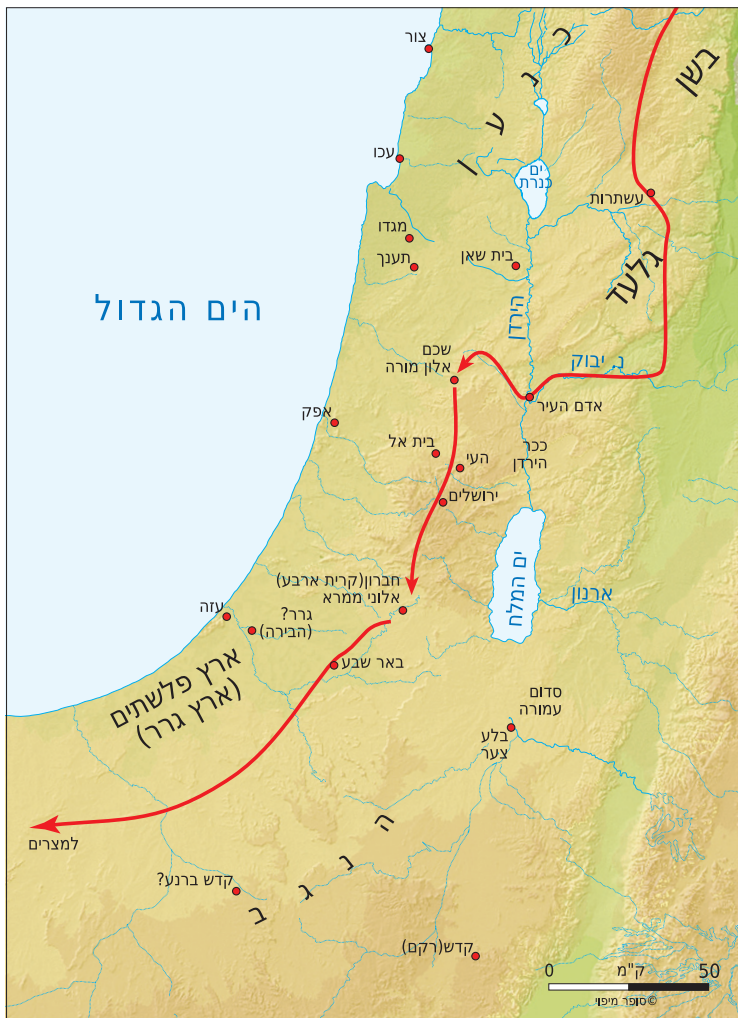 צור
כנען
בשן
עכו
ים
כנרת
עשתרות
מגדו
תענך
בית שאן
גלעד
הים הגדול
הירדן
נ. יבוק
שכם
אלון מורה
אדם העיר
אפק
בית אל
העי
ככר
הירדן
ירושלים
ים המלח
ארנון
חברון(קרית ארבע)
אלוני ממרא
עזה
גרר?
(הבירה)
באר שבע
ארץ פלשתים
(ארץ גרר)
סדום
עמורה
בלע
צער
למצרים
הנגב
קדש ברנע?
קדש(רקם)
0 ק"מ 50
©סופר מיפוי